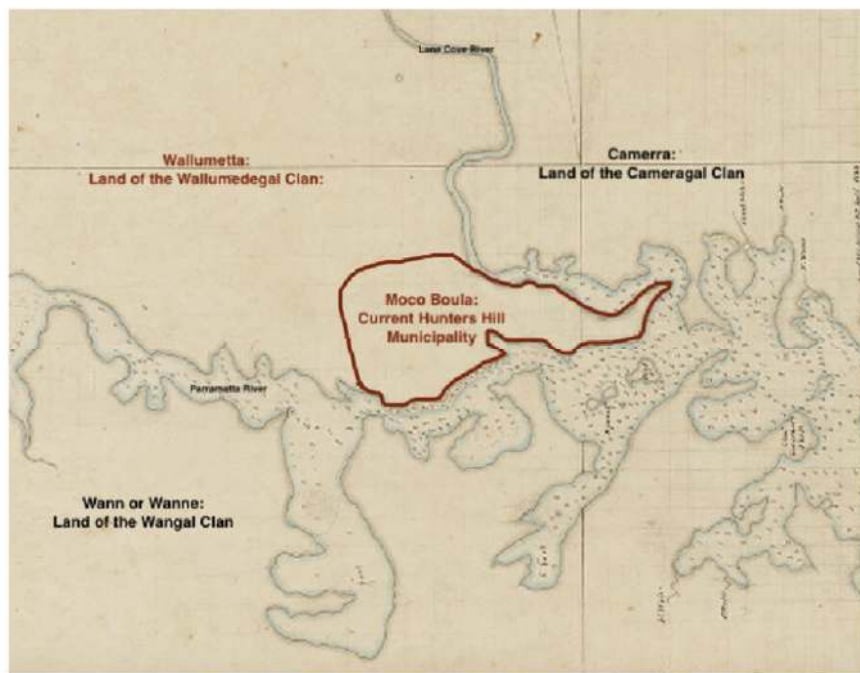 Lane Cove River
Wallumetta:
Land of the Wallumedegal Clan:
Camerra:
Land of the Cameragal Clan
Moco Boula:
Current Hunters Hill
Municipality
Parramatta River
Wann or Wanne:
Land of the Wangal Clan